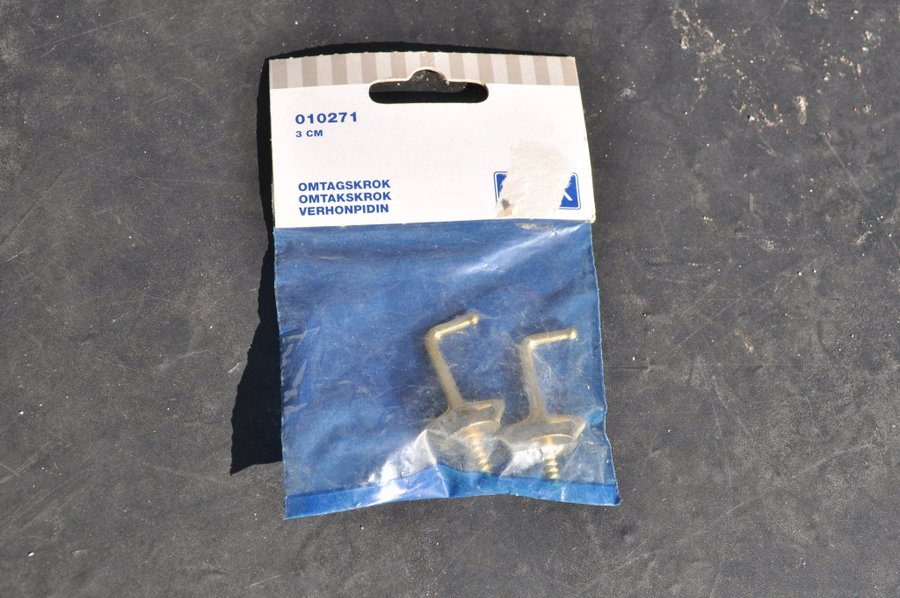 010271
3 CM
OMTAGSKROK
OMTAKSKROK
VERHONPIDIN